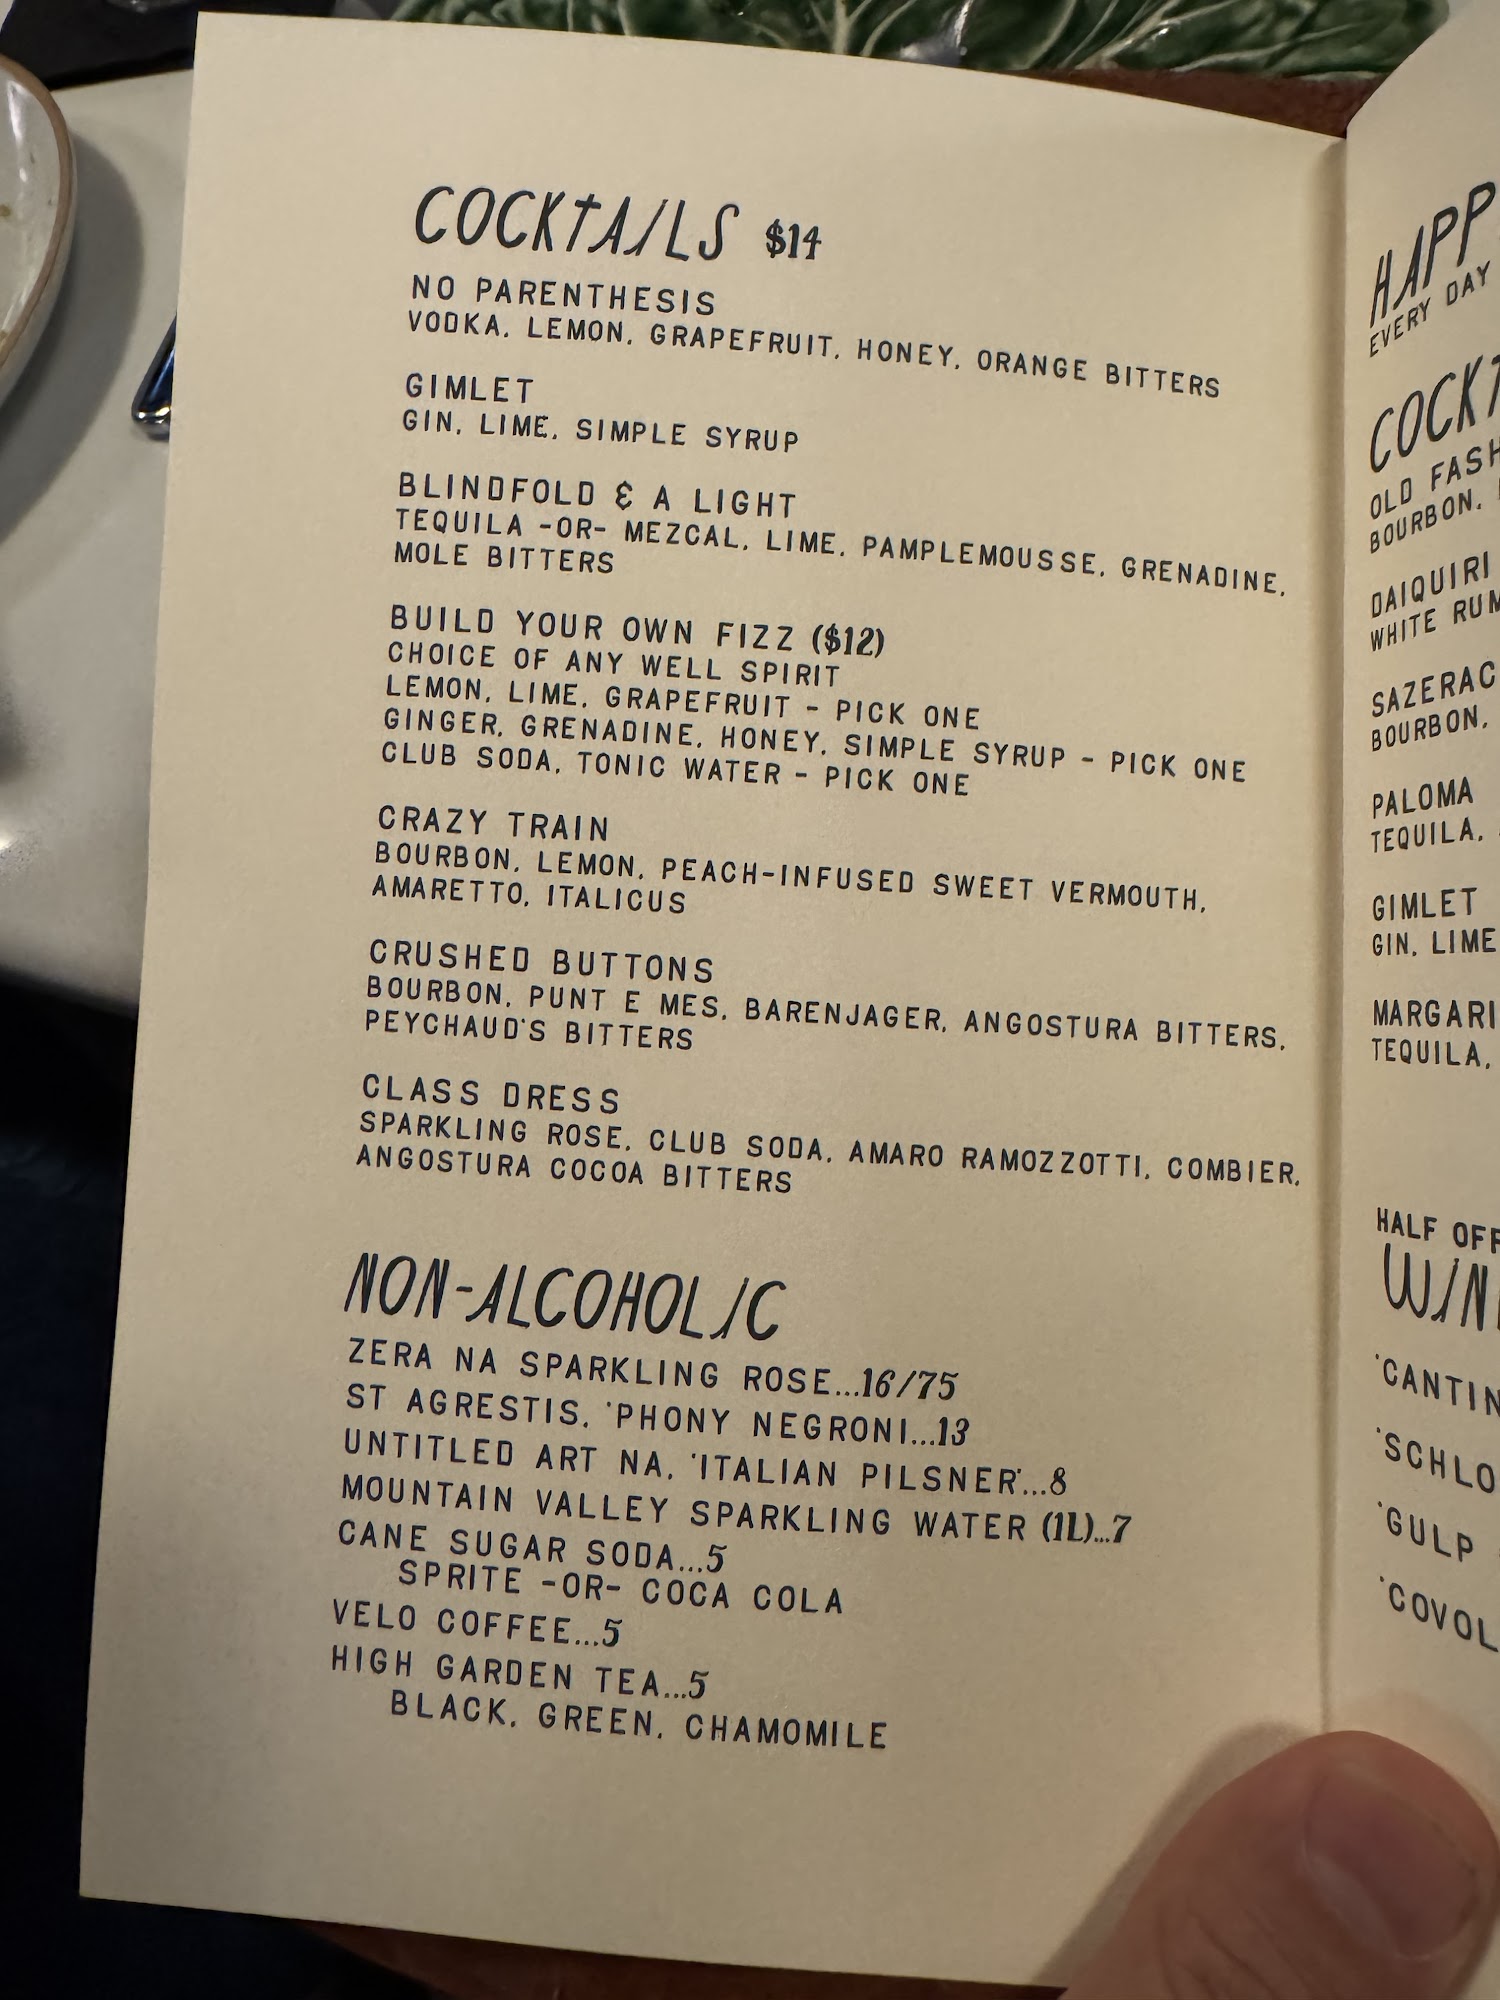 COCKTAILS $14
NO PARENTHESIS
VODKA, LEMON, GRAPEFRUIT, HONEY, ORANGE BITTERS
GIMLET
GIN, LIME, SIMPLE SYRUP
BLINDFOLD & A LIGHT
TEQUILA -OR- MEZCAL, LIME, PAMPLEMOUSSE, GRENADINE,
MOLE BITTERS
BUILD YOUR OWN FIZZ ($12)
CHOICE OF ANY WELL SPIRIT
LEMON, LIME, GRAPEFRUIT - PICK ONE
GINGER, GRENADINE, HONEY, SIMPLE SYRUP - PICK ONE
CLUB SODA, TONIC WATER - PICK ONE
CRAZY TRAIN
BOURBON, LEMON, PEACH-INFUSED SWEET VERMOUTH,
AMARETTO, ITALICUS
CRUSHED BUTTONS
BOURBON, PUNT E MES, BARENJAGER, ANGOSTURA BITTERS,
PEYCHAUD'S BITTERS
CLASS DRESS
SPARKLING ROSE, CLUB SODA, AMARO RAMOZZOTTI, COMBIER,
ANGOSTURA COCOA BITTERS
NON-ALCOHOLIC
ZERA NA SPARKLING ROSE...16/75
ST AGRESTIS, 'PHONY NEGRONI...13
UNTITLED ART NA, 'ITALIAN PILSNER'...8
MOUNTAIN VALLEY SPARKLING WATER (1L)...7
CANE SUGAR SODA...5
SPRITE -OR- COCA COLA
VELO COFFEE...5
HIGH GARDEN TEA...5
BLACK, GREEN, CHAMOMILE
HAPP
EVERY DAY
COCKT
OLD FASH
BOURBON,
DAIQUIRI
WHITE RUM
SAZERAC
BOURBON,
PALOMA
TEQUILA,
GIMLET
GIN, LIME
MARGARI
TEQUILA,
HALF OFF
WIN
'CANTIN
'SCHLO
'GULP
'COVOL